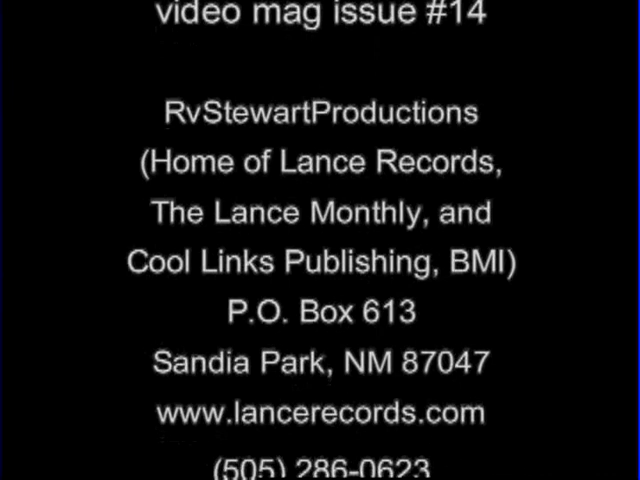 video mag issue #14
RvStewartProductions
(Home of Lance Records,
The Lance Monthly, and
Cool Links Publishing, BMI)
P.O. Box 613
Sandia Park, NM 87047
www.lancerecords.com
(505) 286-0623